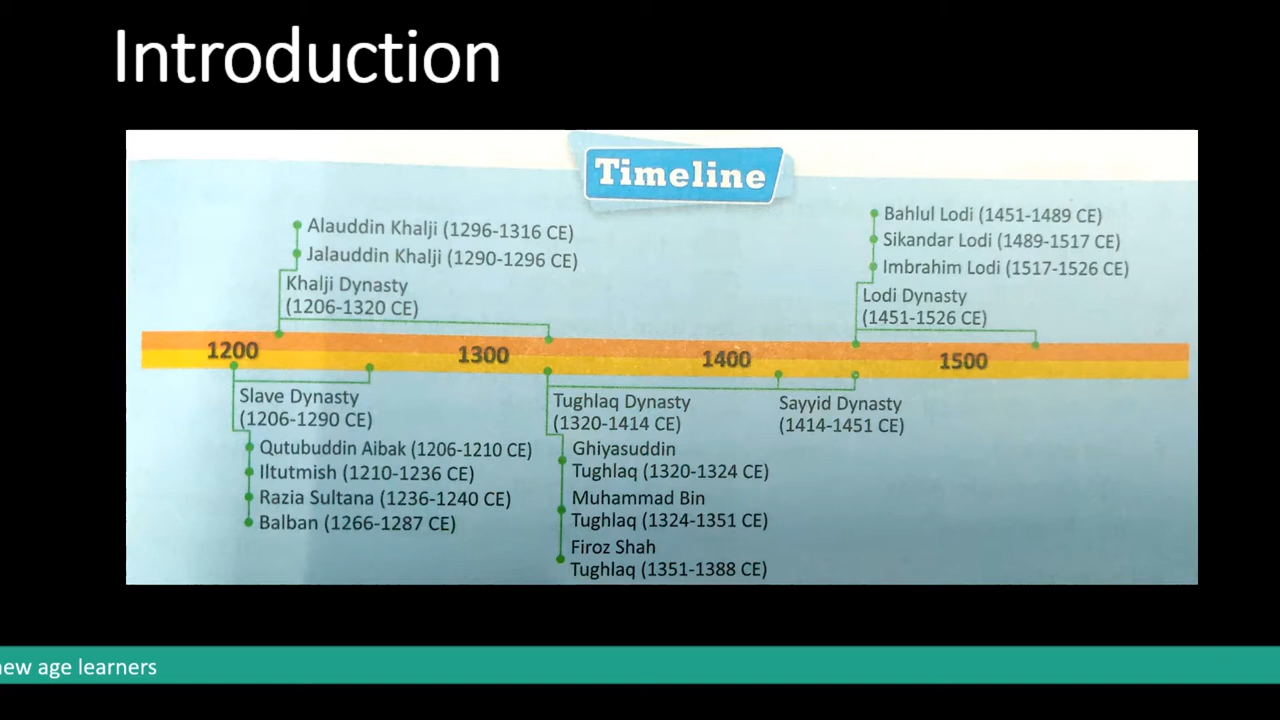 Introduction
Timeline
Alauddin Khalji (1296-1316 CE)
Jalauddin Khalji (1290-1296 CE)
Khalji Dynasty
(1206-1320 CE)
Bahlul Lodi (1451-1489 CE)
Sikandar Lodi (1489-1517 CE)
Imbrahim Lodi (1517-1526 CE)
Lodi Dynasty
(1451-1526 CE)
1200 1300 1400 1500
Slave Dynasty
(1206-1290 CE)
Qutubuddin Aibak (1206-1210 CE)
Iltutmish (1210-1236 CE)
Razia Sultana (1236-1240 CE)
Balban (1266-1287 CE)
Tughlaq Dynasty
(1320-1414 CE)
Ghiyasuddin
Tughlaq (1320-1324 CE)
Muhammad Bin
Tughlaq (1324-1351 CE)
Firoz Shah
Tughlaq (1351-1388 CE)
Sayyid Dynasty
(1414-1451 CE)
new age learners